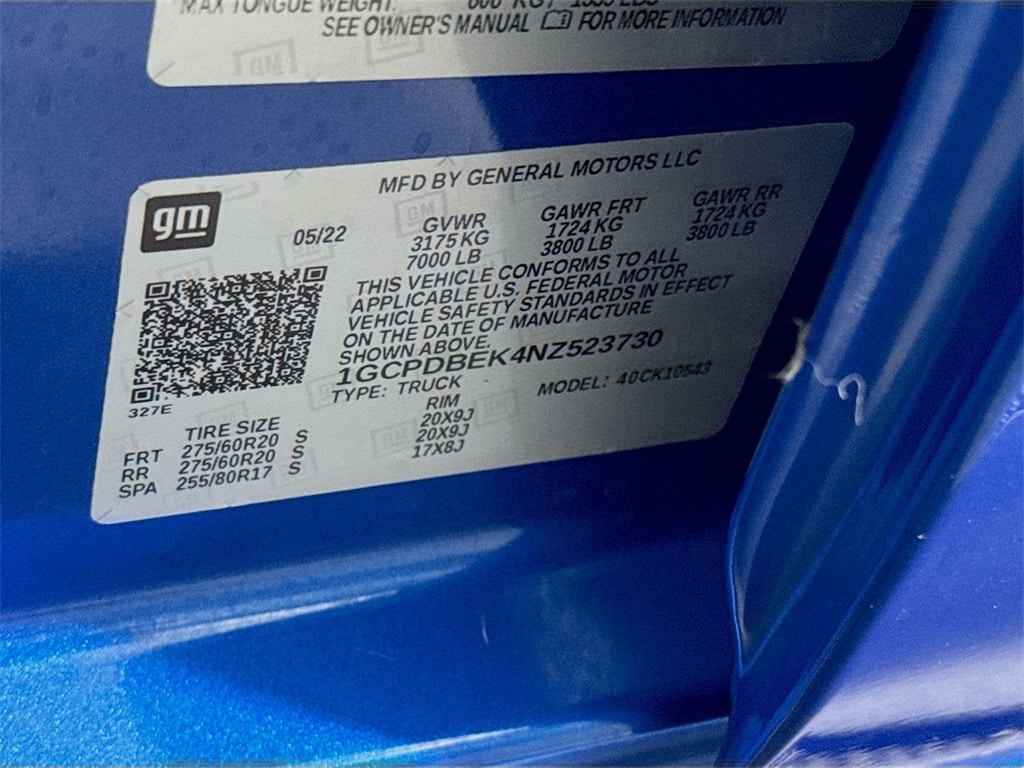 MAX TONGUE WEIGHT:
SEE OWNER'S MANUAL FOR MORE INFORMATION
MFD BY GENERAL MOTORS LLC
gm
05/22
GVWR GAWR FRT GAWR RR
3175 KG 1724 KG 1724 KG
7000 LB 3800 LB 3800 LB
THIS VEHICLE CONFORMS TO ALL
APPLICABLE U.S. FEDERAL MOTOR
VEHICLE SAFETY STANDARDS IN EFFECT
ON THE DATE OF MANUFACTURE
SHOWN ABOVE.
1GCPDBEK4NZ523730
TYPE: TRUCK MODEL: 40CK10543
327E
TIRE SIZE RIM
FRT 275/60R20 S 20X9J
RR 275/60R20 S 20X9J
SPA 255/80R17 S 17X8J